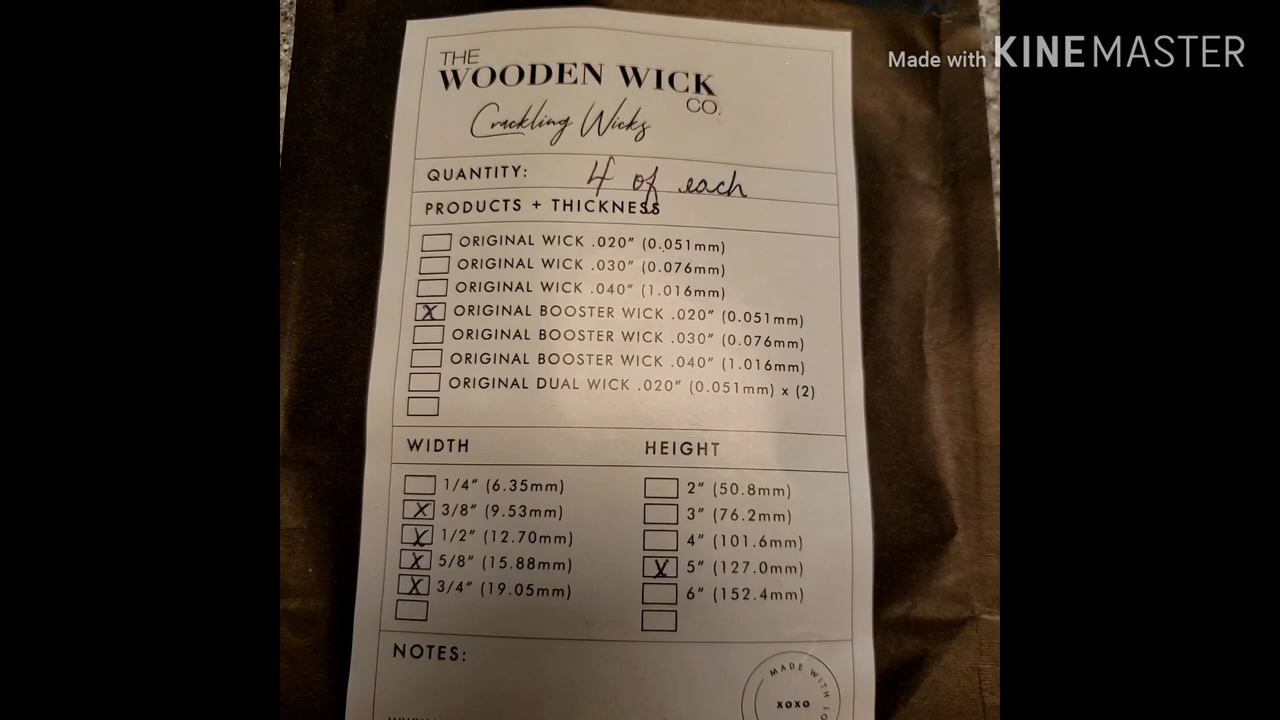 Made with KINEMASTER
THE
WOODEN WICK
CO.
Crackling Wicks
QUANTITY: 4 of each
PRODUCTS + THICKNESS
ORIGINAL WICK .020" (0.051mm)
ORIGINAL WICK .030" (0.076mm)
ORIGINAL WICK .040" (1.016mm)
X ORIGINAL BOOSTER WICK .020" (0.051mm)
ORIGINAL BOOSTER WICK .030" (0.076mm)
ORIGINAL BOOSTER WICK .040" (1.016mm)
ORIGINAL DUAL WICK .020" (0.051mm) x (2)
WIDTH
1/4" (6.35mm)
X 3/8" (9.53mm)
X 1/2" (12.70mm)
X 5/8" (15.88mm)
X 3/4" (19.05mm)
HEIGHT
2" (50.8mm)
3" (76.2mm)
4" (101.6mm)
X 5" (127.0mm)
6" (152.4mm)
NOTES:
MADE WITH
XOXO